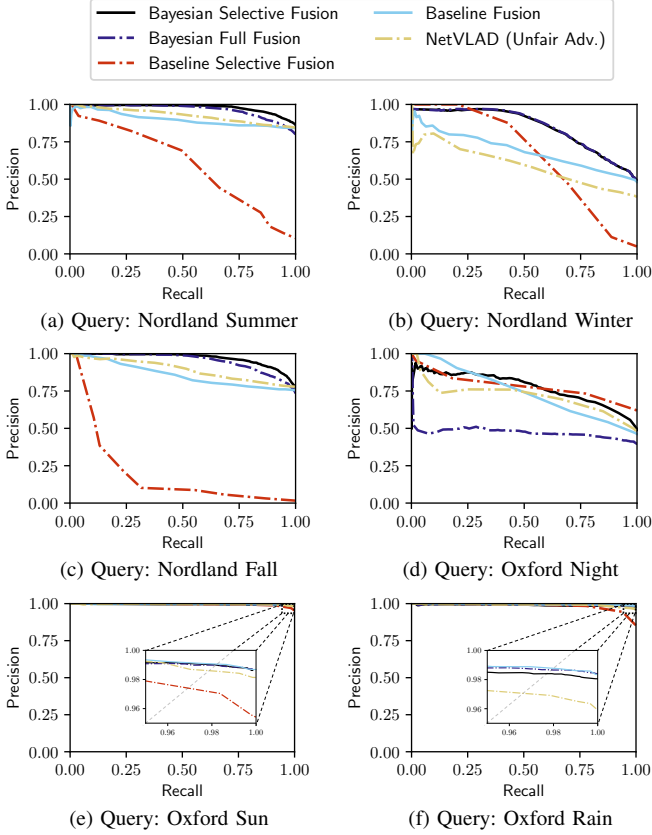 Bayesian Selective Fusion
Bayesian Full Fusion
Baseline Selective Fusion
Baseline Fusion
NetVLAD (Unfair Adv.)
1.00
0.75
0.50
0.25
0.00
Precision
0.00 0.25 0.50 0.75 1.00
Recall
(a) Query: Nordland Summer
1.00
0.75
0.50
0.25
0.00
Precision
0.00 0.25 0.50 0.75 1.00
Recall
(b) Query: Nordland Winter
1.00
0.75
0.50
0.25
0.00
Precision
0.00 0.25 0.50 0.75 1.00
Recall
(c) Query: Nordland Fall
1.00
0.75
0.50
0.25
0.00
Precision
0.00 0.25 0.50 0.75 1.00
Recall
(d) Query: Oxford Night
1.00
0.75
0.50
0.25
0.00
Precision
1.00
0.99
0.98
0.96
0.95
0.96 0.98 1.00
0.00 0.25 0.50 0.75 1.00
Recall
(e) Query: Oxford Sun
1.00
0.75
0.50
0.25
0.00
Precision
1.00
0.99
0.98
0.96
0.95
0.96 0.98 1.00
0.00 0.25 0.50 0.75 1.00
Recall
(f) Query: Oxford Rain